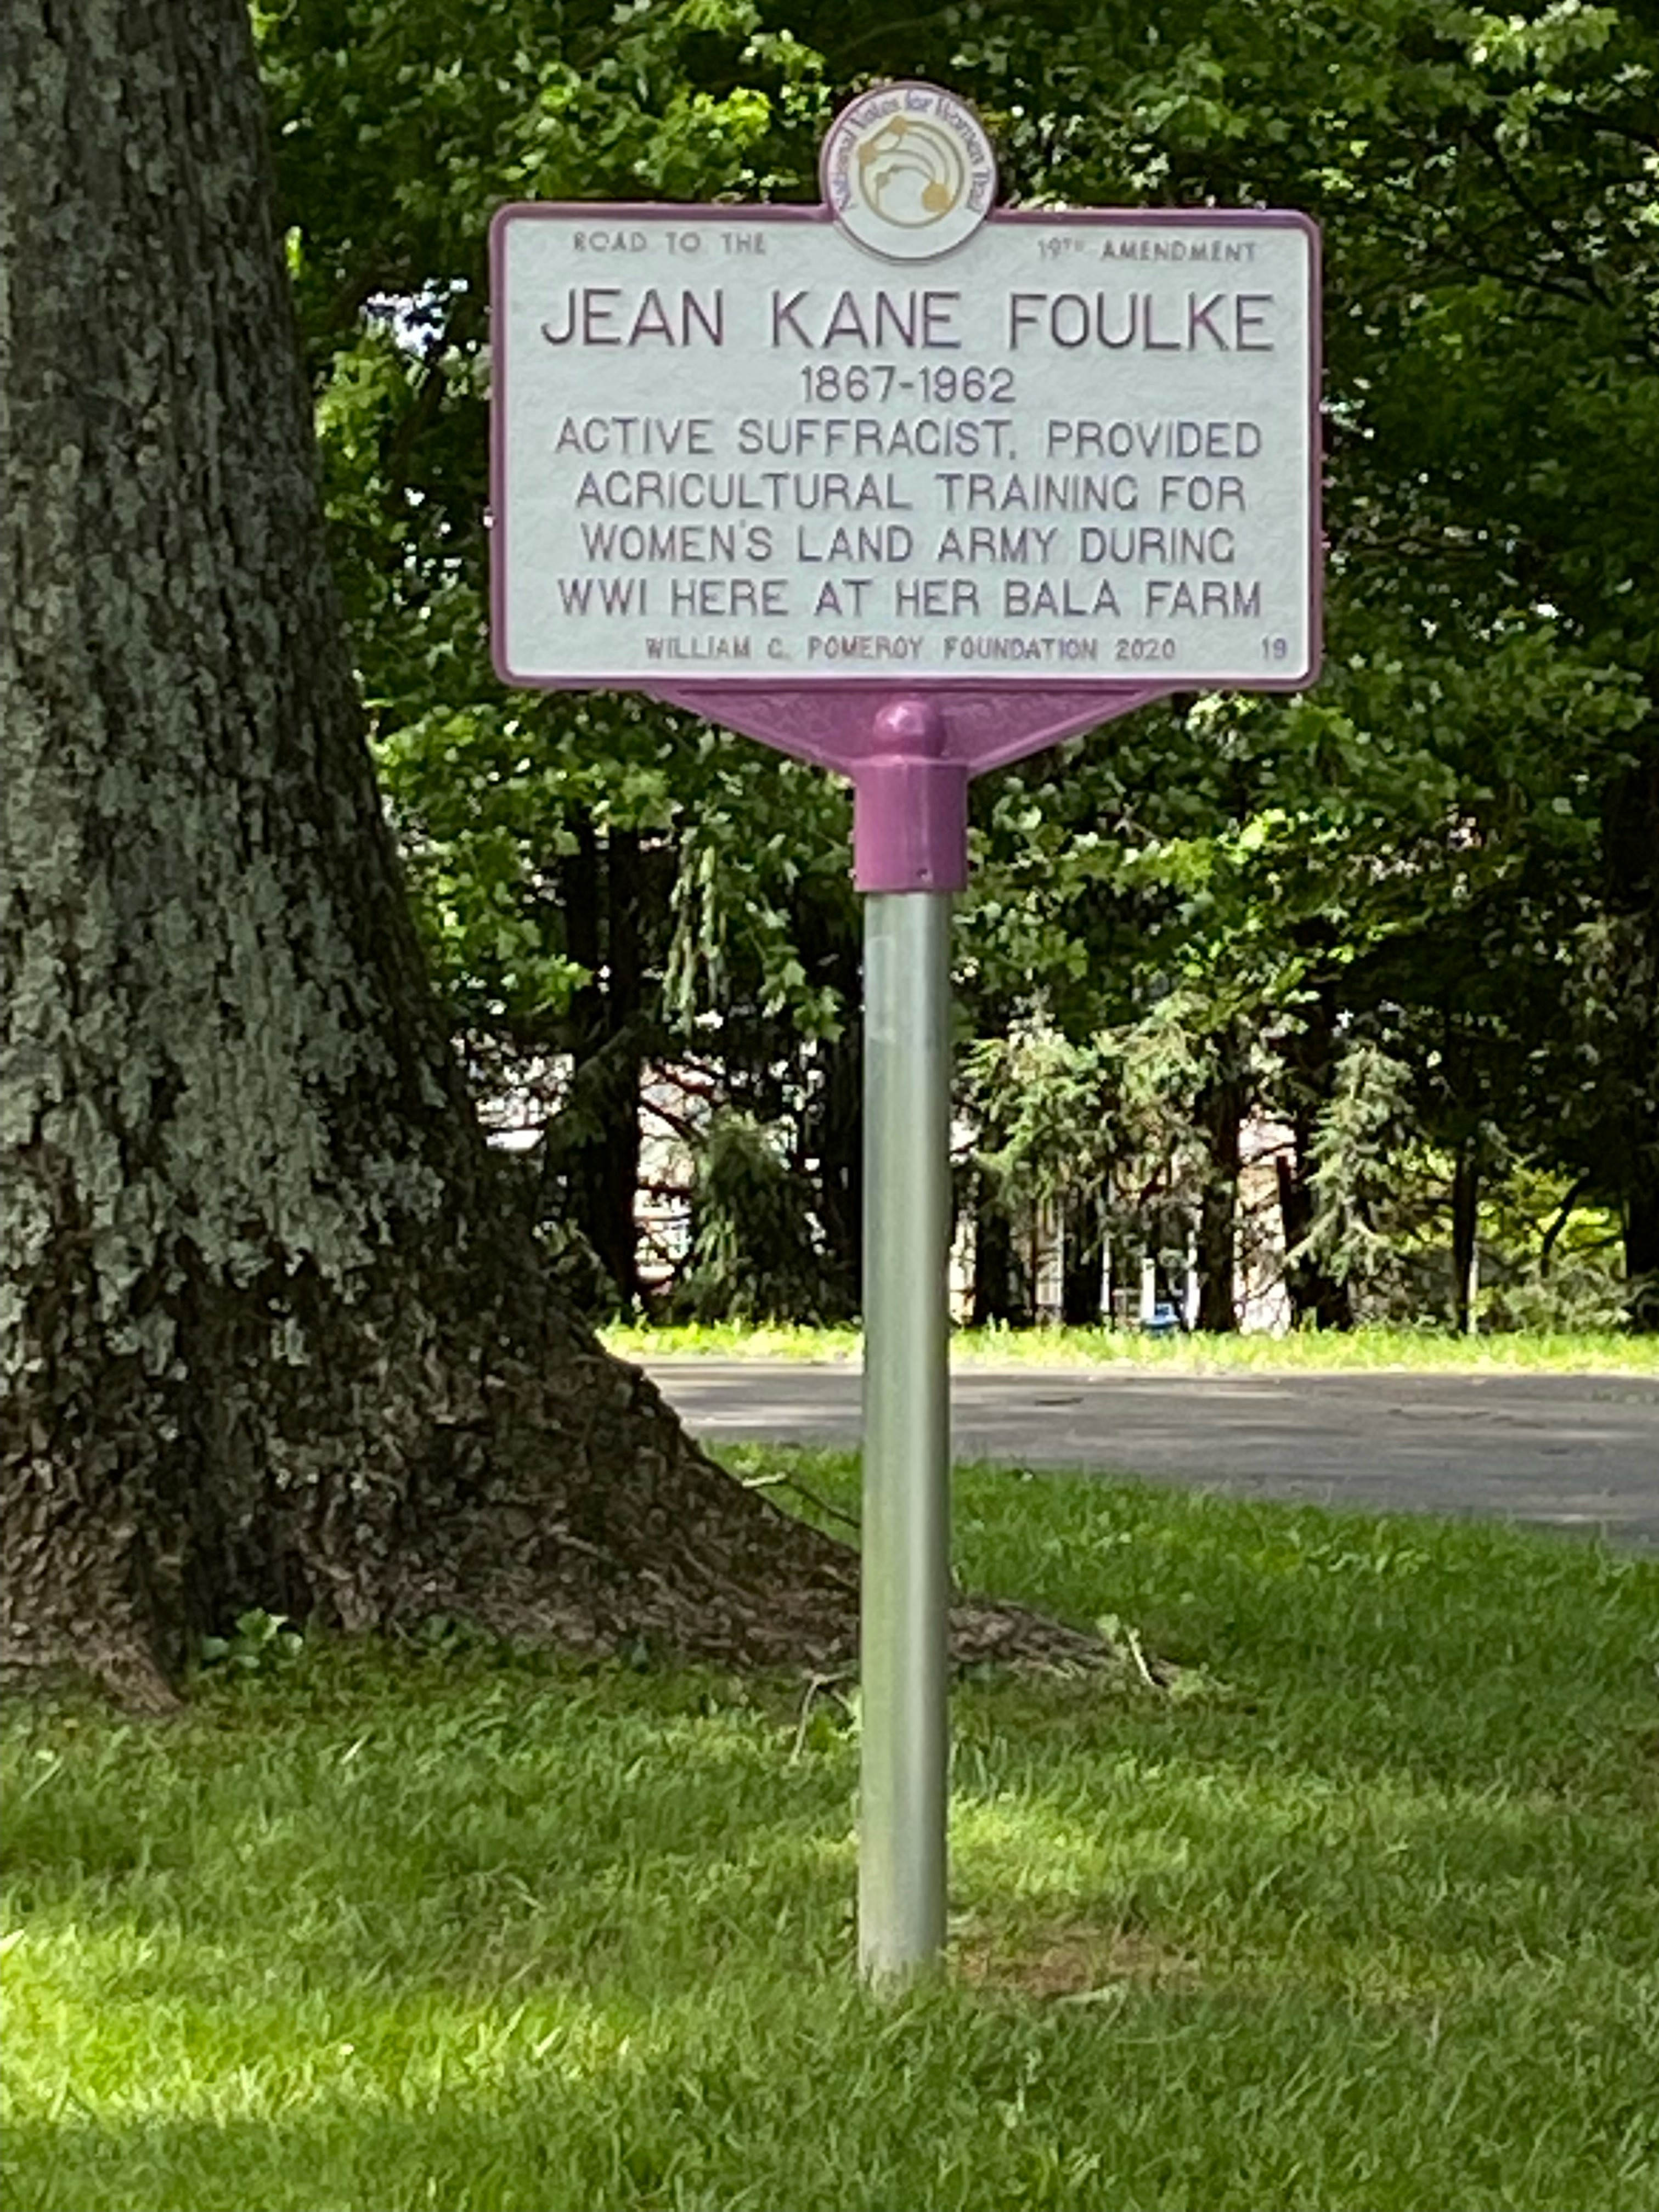 National Votes for Women Trail
ROAD TO THE 19TH AMENDMENT
JEAN KANE FOULKE
1867-1962
ACTIVE SUFFRAGIST, PROVIDED
AGRICULTURAL TRAINING FOR
WOMEN'S LAND ARMY DURING
WWI HERE AT HER BALA FARM
WILLIAM G. POMEROY FOUNDATION 2020 19